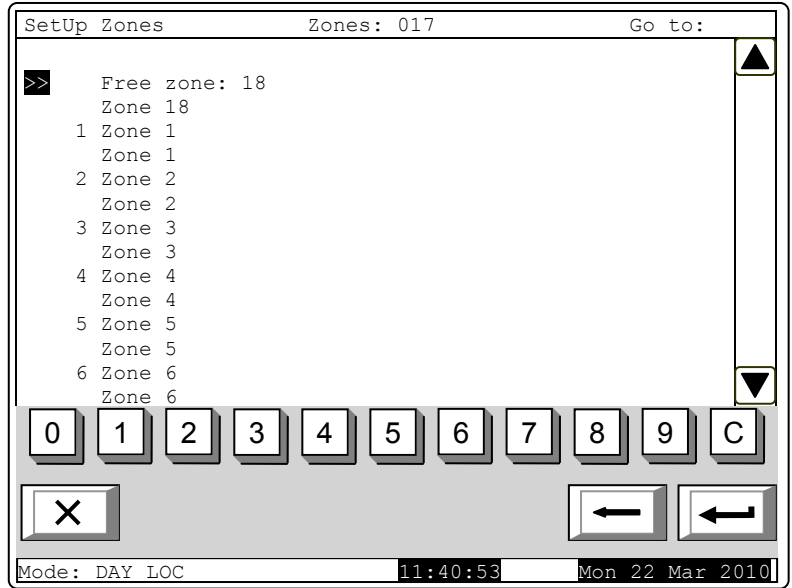 SetUp Zones Zones: 017 Go to:
>> Free zone: 18
Zone 18
1 Zone 1
Zone 1
2 Zone 2
Zone 2
3 Zone 3
Zone 3
4 Zone 4
Zone 4
5 Zone 5
Zone 5
6 Zone 6
Zone 6
0 1 2 3 4 5 6 7 8 9 C
Mode: DAY LOC 11:40:53 Mon 22 Mar 2010